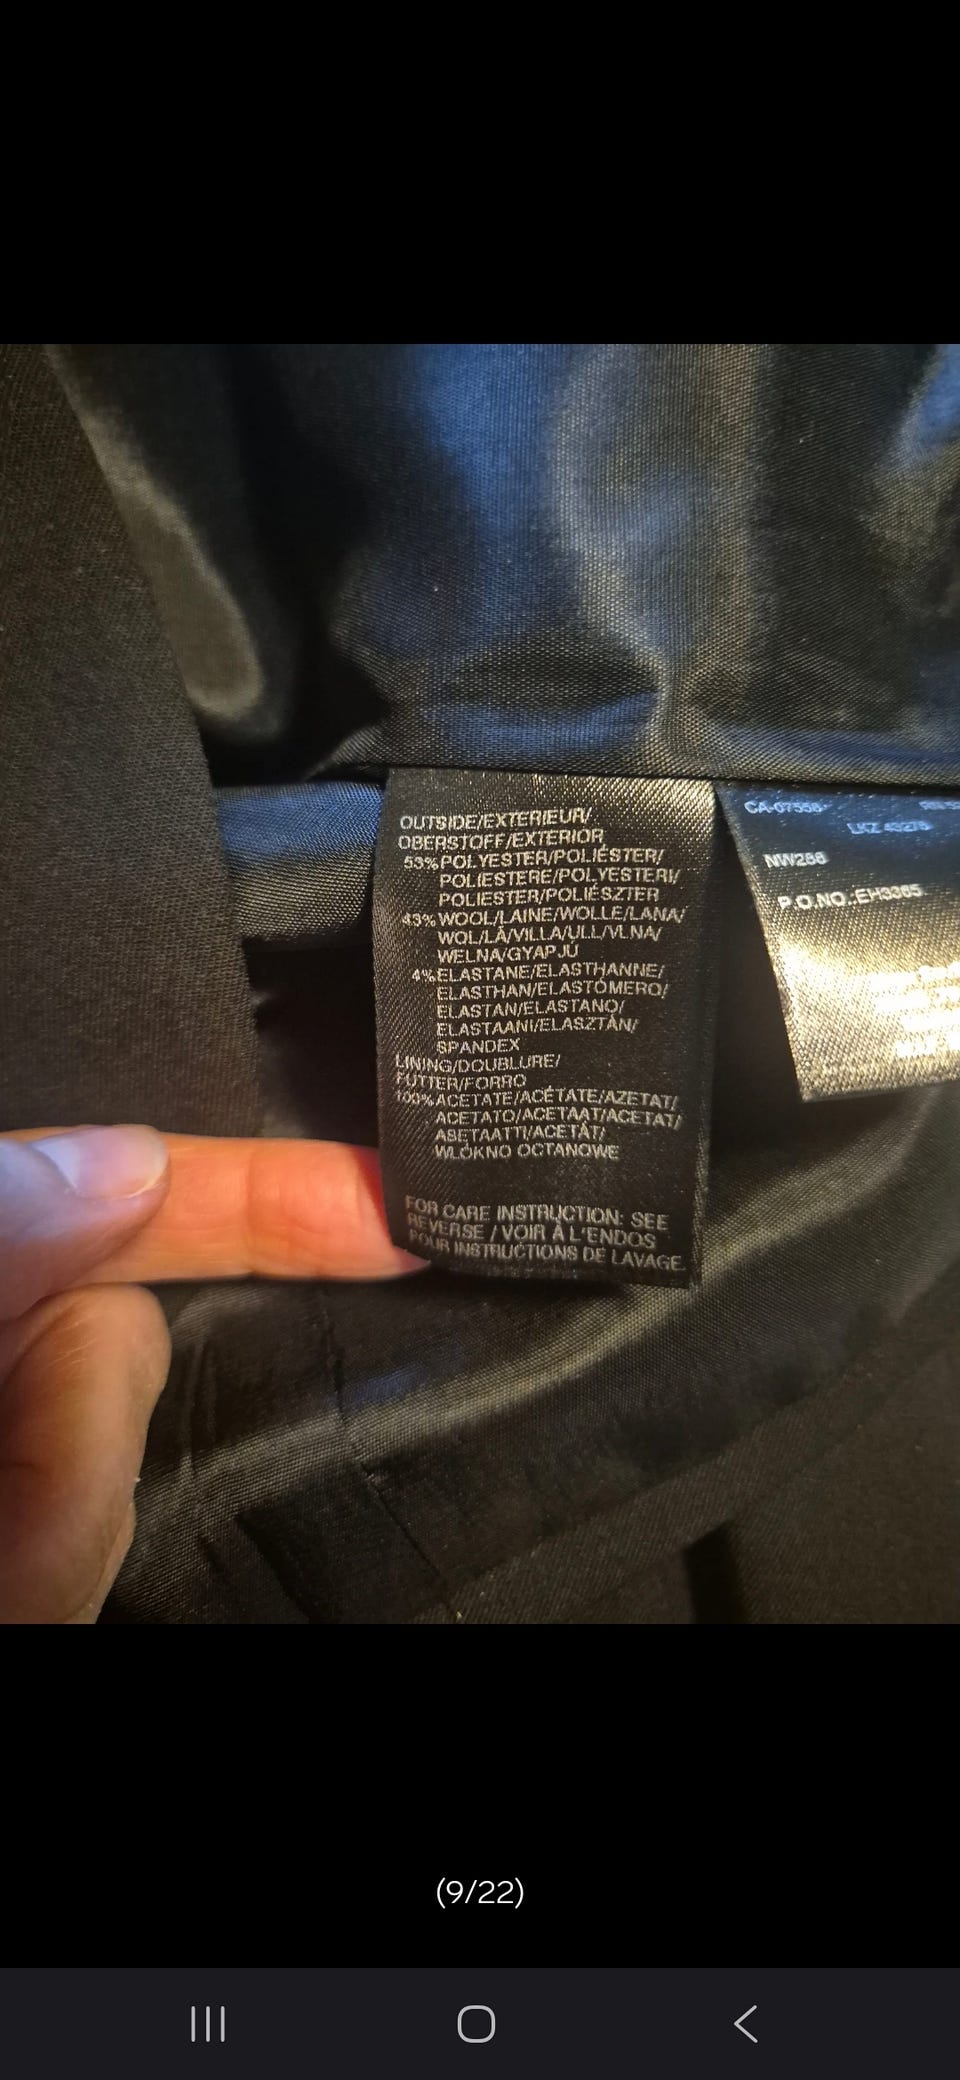 OUTSIDE/EXTERIEUR/
OBERSTOFF/EXTERIOR
53% POLYESTER/POLIÉSTER/
POLIESTERE/POLYESTERI/
POLIESTER/POLIÉSZTER
43% WOOL/LAINE/WOLLE/LANA/
WOL/LÃ/VILLA/ULL/VLNA/
WELNA/GYAPJÚ
4% ELASTANE/ELASTHANNE/
ELASTHAN/ELASTÓMERO/
ELASTAN/ELASTANO/
ELASTAANI/ELASZTÁN/
SPANDEX
LINING/DOUBLURE/
FUTTER/FORRO
100% ACETATE/ACÉTATE/AZETAT/
ACETATO/ACETAAT/ACETAT/
ASETAATTI/ACETÁT/
WLÓKNO OCTANOWE
FOR CARE INSTRUCTION: SEE
REVERSE / VOIR À L'ENDOS
POUR INSTRUCTIONS DE LAVAGE.
NW286
P.O.NO.:EH3365
(9/22)